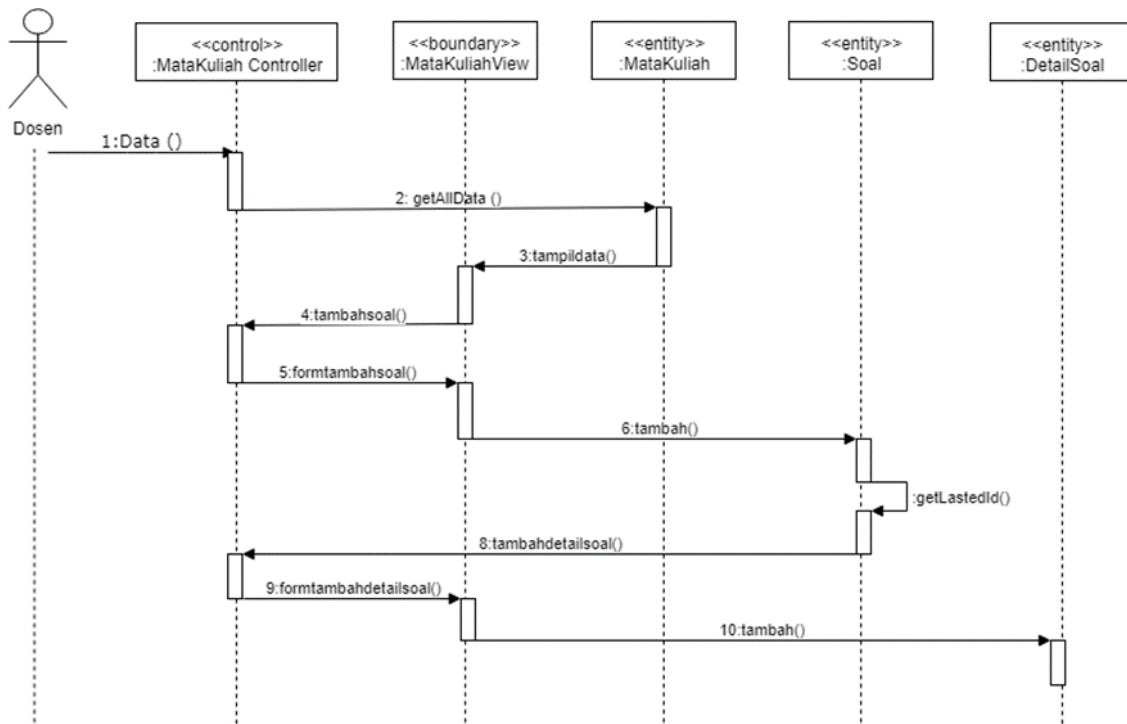 <<control>>
:MataKuliah Controller
<<boundary>>
:MataKuliahView
<<entity>>
:MataKuliah
<<entity>>
:Soal
<<entity>>
:DetailSoal
Dosen
1:Data ()
2: getAllData ()
3:tampildata()
4:tambahsoal()
5:formtambahsoal()
6:tambah()
:getLastedId()
8:tambahdetailsoal()
9:formtambahdetailsoal()
10:tambah()